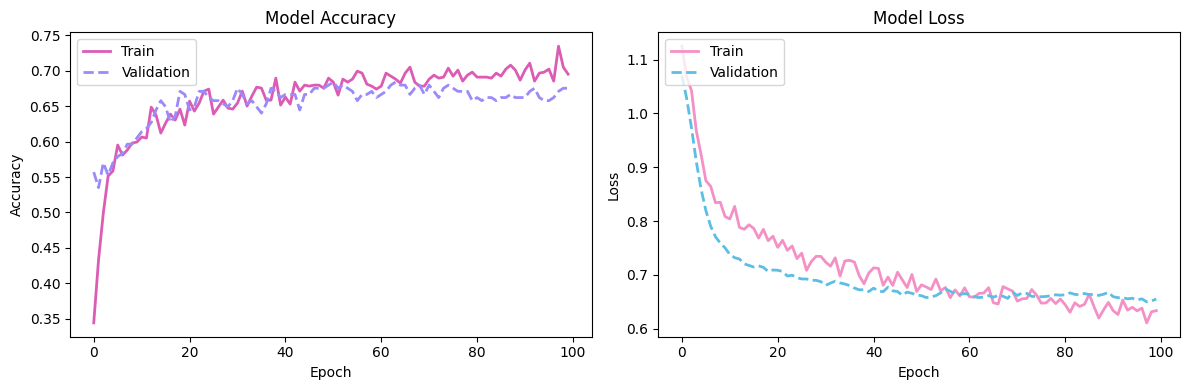 Model Accuracy
Train
Validation
0.75
0.70
0.65
0.60
0.55
0.50
0.45
0.40
0.35
Accuracy
0
20
40
60
80
100
Epoch
Model Loss
Train
Validation
1.1
1.0
0.9
0.8
0.7
0.6
Loss
0
20
40
60
80
100
Epoch